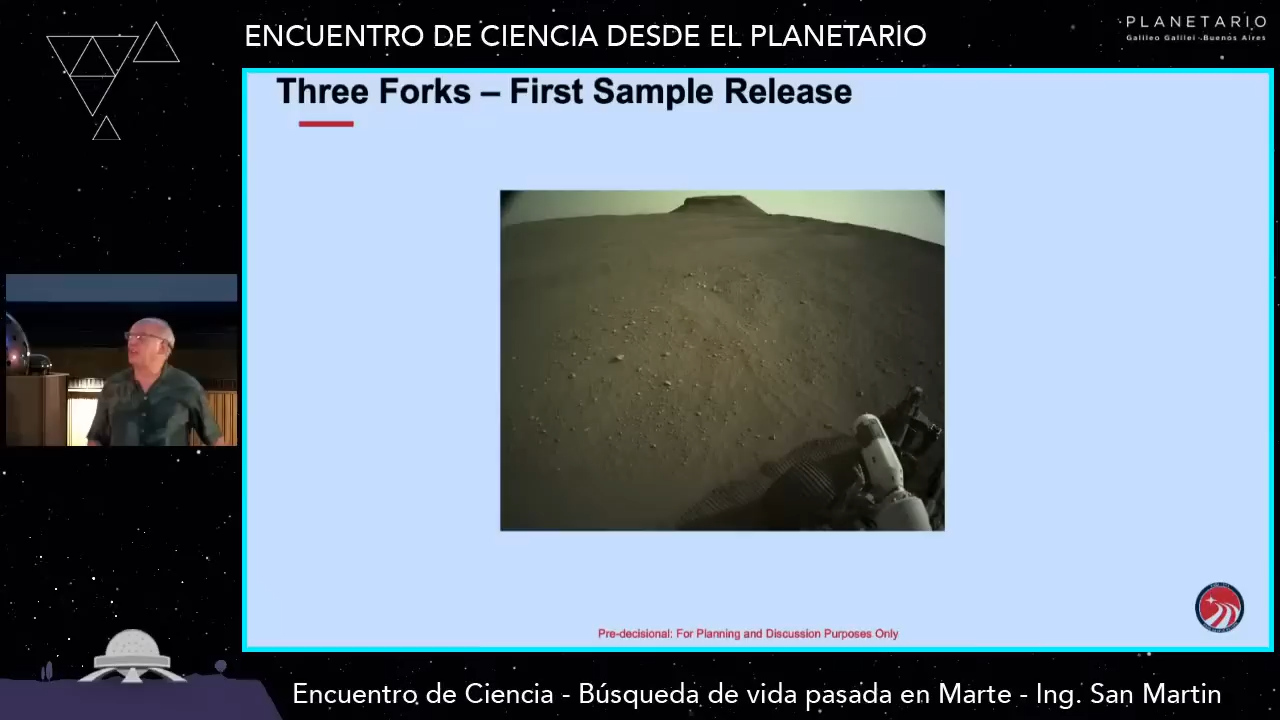 ENCUENTRO DE CIENCIA DESDE EL PLANETARIO
PLANETARIO
Galileo Galilei - Buenos Aires
Three Forks – First Sample Release
Pre-decisional: For Planning and Discussion Purposes Only
Encuentro de Ciencia - Búsqueda de vida pasada en Marte - Ing. San Martin